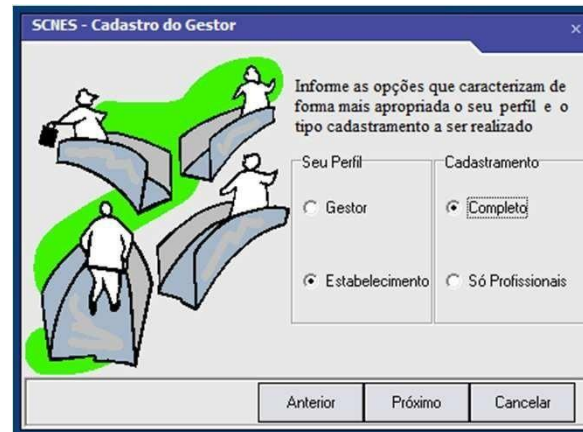 SCNES - Cadastro do Gestor
Informe as opções que caracterizam de
forma mais apropriada o seu perfil e o
tipo cadastramento a ser realizado
Seu Perfil
Gestor
Estabelecimento
Cadastramento
Completo
Só Profissionais
Anterior
Próximo
Cancelar